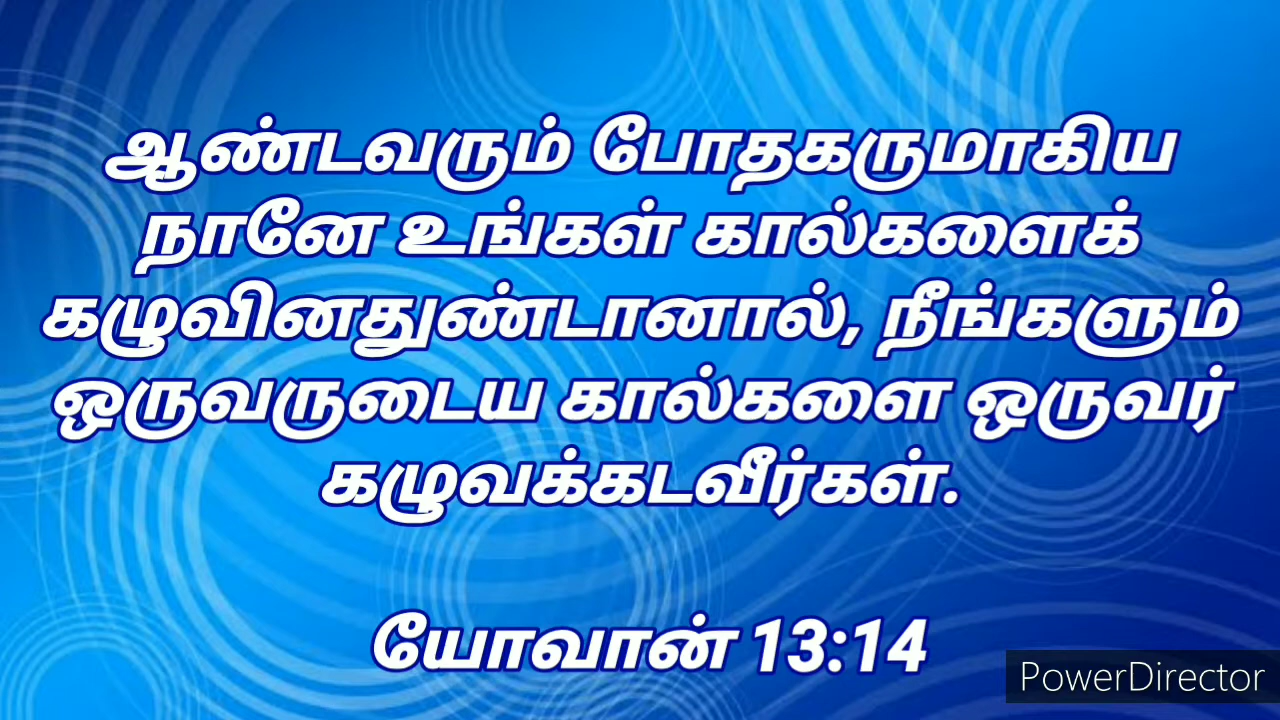 ஆண்டவரும் போதகருமாகிய
நானே உங்கள் கால்களைக்
கழுவினதுண்டானால், நீங்களும்
ஒருவருடைய கால்களை ஒருவர்
கழுவக்கடவீர்கள்.
யோவான் 13:14
PowerDirector